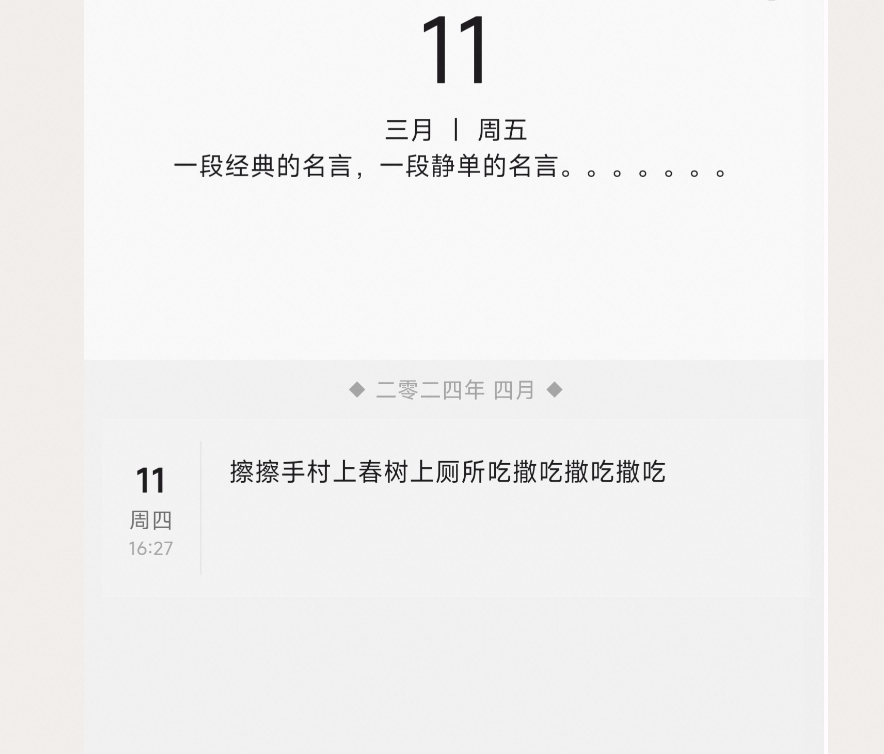 11
三月 | 周五
一段经典的名言，一段静单的名言。。。。。。。
◆ 二零二四年 四月 ◆
11
周四
16:27
擦擦手村上春树上厕所吃撒吃撒吃撒吃